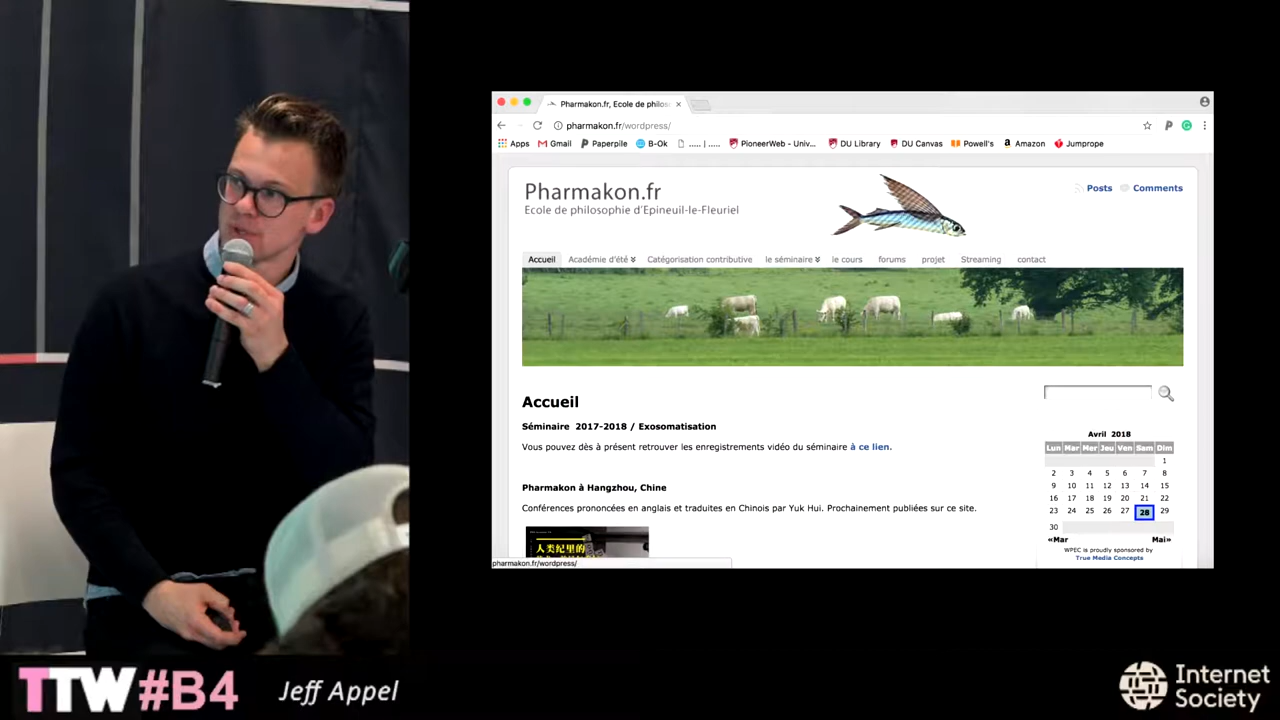 Pharmakon.fr, Ecole de philos
pharmakon.fr/wordpress/
Apps Gmail Paperpile B-Ok ..... | ..... PioneerWeb - Univ... DU Library DU Canvas Powell's Amazon Jumprope
Pharmakon.fr
Ecole de philosophie d'Epineuil-le-Fleuriel
Posts Comments
Accueil Académie d'été Catégorisation contributive le séminaire le cours forums projet Streaming contact
Accueil
Séminaire 2017-2018 / Exosomatisation
Vous pouvez dès à présent retrouver les enregistrements vidéo du séminaire à ce lien.
Pharmakon à Hangzhou, Chine
Conférences prononcées en anglais et traduites en Chinois par Yuk Hui. Prochainement publiées sur ce site.
人类纪里的
pharmakon.fr/wordpress/
Avril 2018
Lun Mar Mer Jeu Ven Sam Dim
1
2 3 4 5 6 7 8
9 10 11 12 13 14 15
16 17 18 19 20 21 22
23 24 25 26 27 28 29
30
«Mar Mai»
WPEC is proudly sponsored by
True Media Concepts
TTW#B4
Jeff Appel
Internet
Society